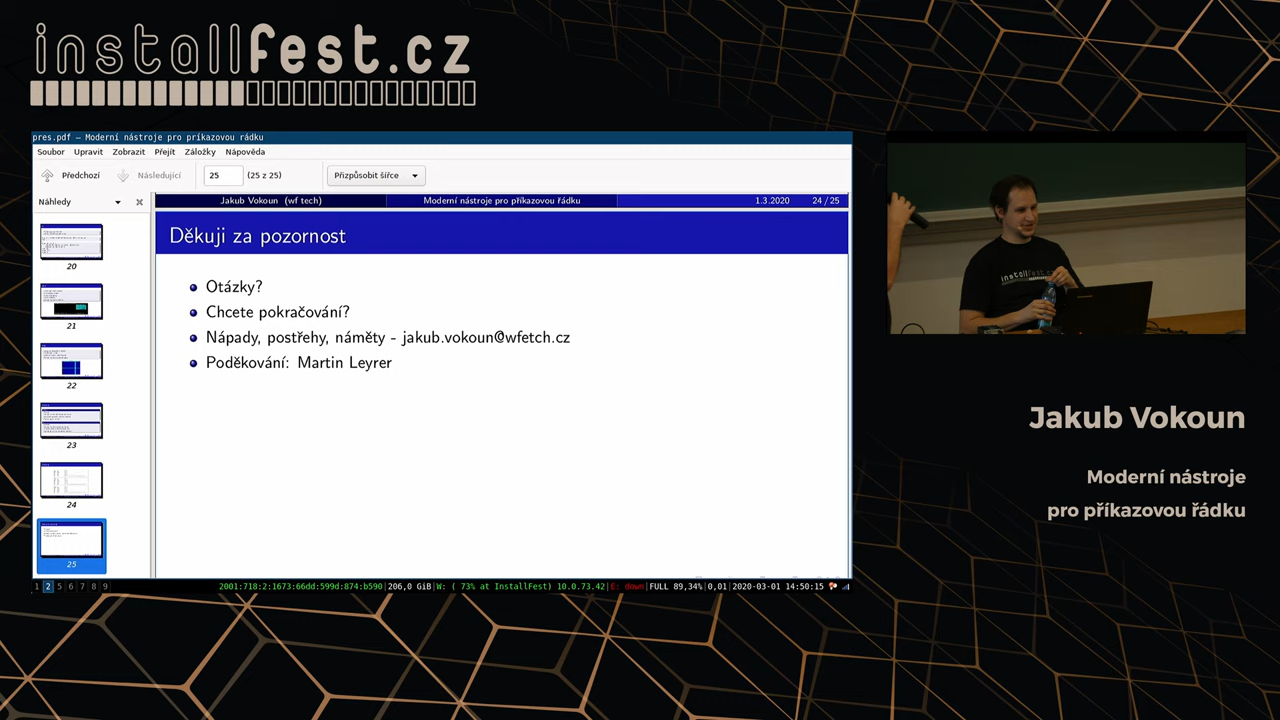 installfest.cz
pres.pdf — Moderní nástroje pro príkazovou rádku
Soubor Upravit Zobrazit Přejít Záložky Nápověda
Předchozí Následující 25 (25 z 25) Přizpůsobit šířce
Náhledy
20
21
22
23
24
25
Jakub Vokoun (wf tech) Moderní nástroje pro příkazovou řádku 1.3.2020 24 / 25
Děkuji za pozornost
Otázky?
Chcete pokračování?
Nápady, postřehy, náměty - jakub.vokoun@wfetch.cz
Poděkování: Martin Leyrer
1 2 5 6 7 8 9 2001:718:2:1673:66dd:599d:874:b590|206,0 GiB|W: ( 73% at InstallFest) 10.0.73.42|E: down|FULL 89,34%|0,01|2020-03-01 14:50:15
installfest.cz
Jakub Vokoun
Moderní nástroje
pro příkazovou řádku